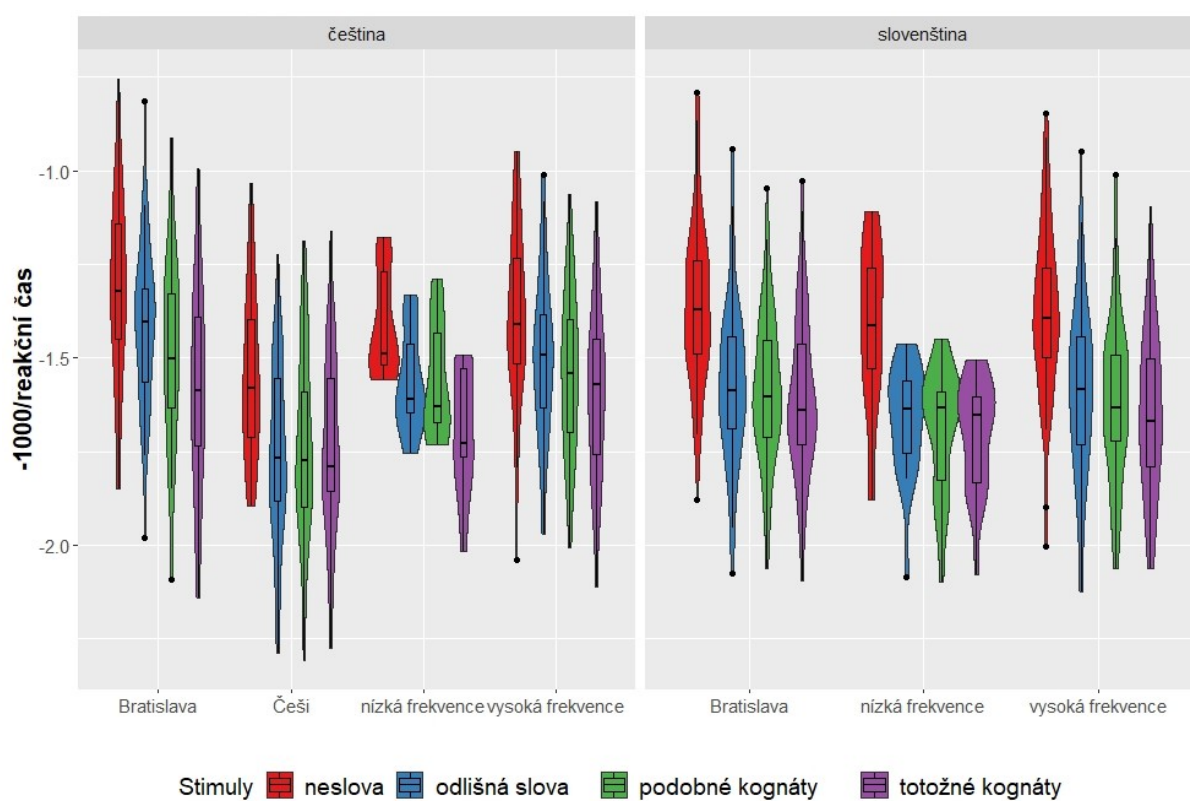 čeština
slovenština
-1000/reakční čas
-1.0
-1.5
-2.0
Bratislava Češi nízká frekvence vysoká frekvence
Bratislava nízká frekvence vysoká frekvence
Stimuly neslova odlišná slova podobné kognáty totožné kognáty